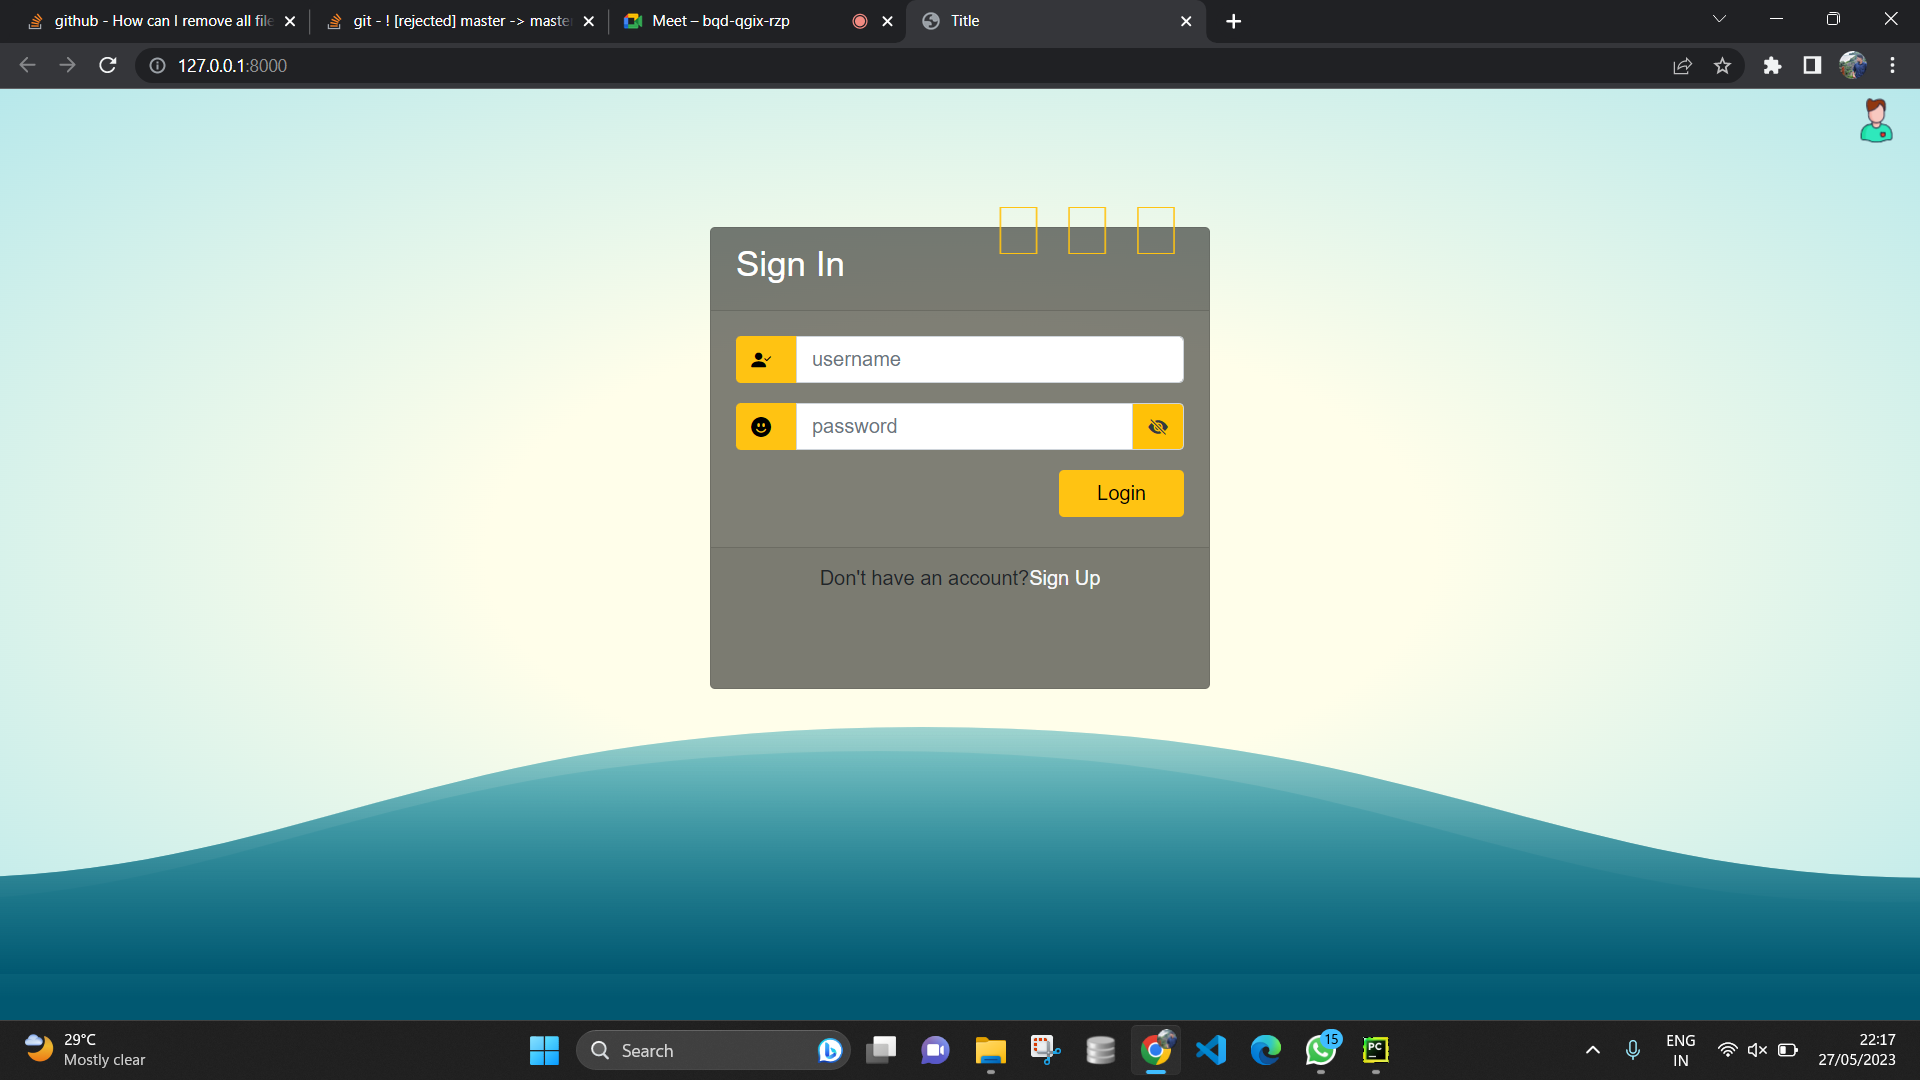 github - How can I remove all file
git - ! [rejected] master -> master
Meet – bqd-qgix-rzp
Title
127.0.0.1:8000
Sign In
username
password
Login
Don't have an account?Sign Up
29°C
Mostly clear
Search
15
PC
ENG
IN
22:17
27/05/2023